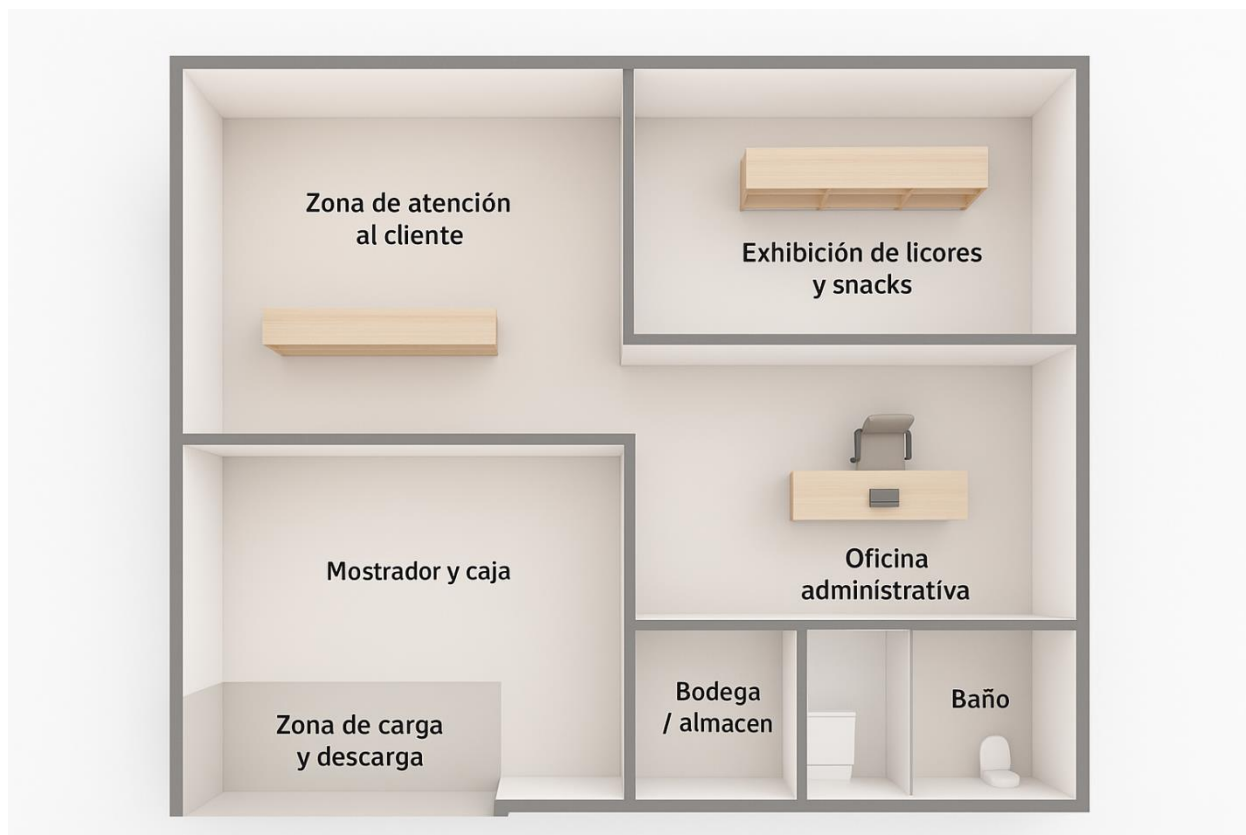 Zona de atención
al cliente
Exhibición de licores
y snacks
Mostrador y caja
Oficina
adminístratíva
Zona de carga
y descarga
Bodega
/ almacen
Baño